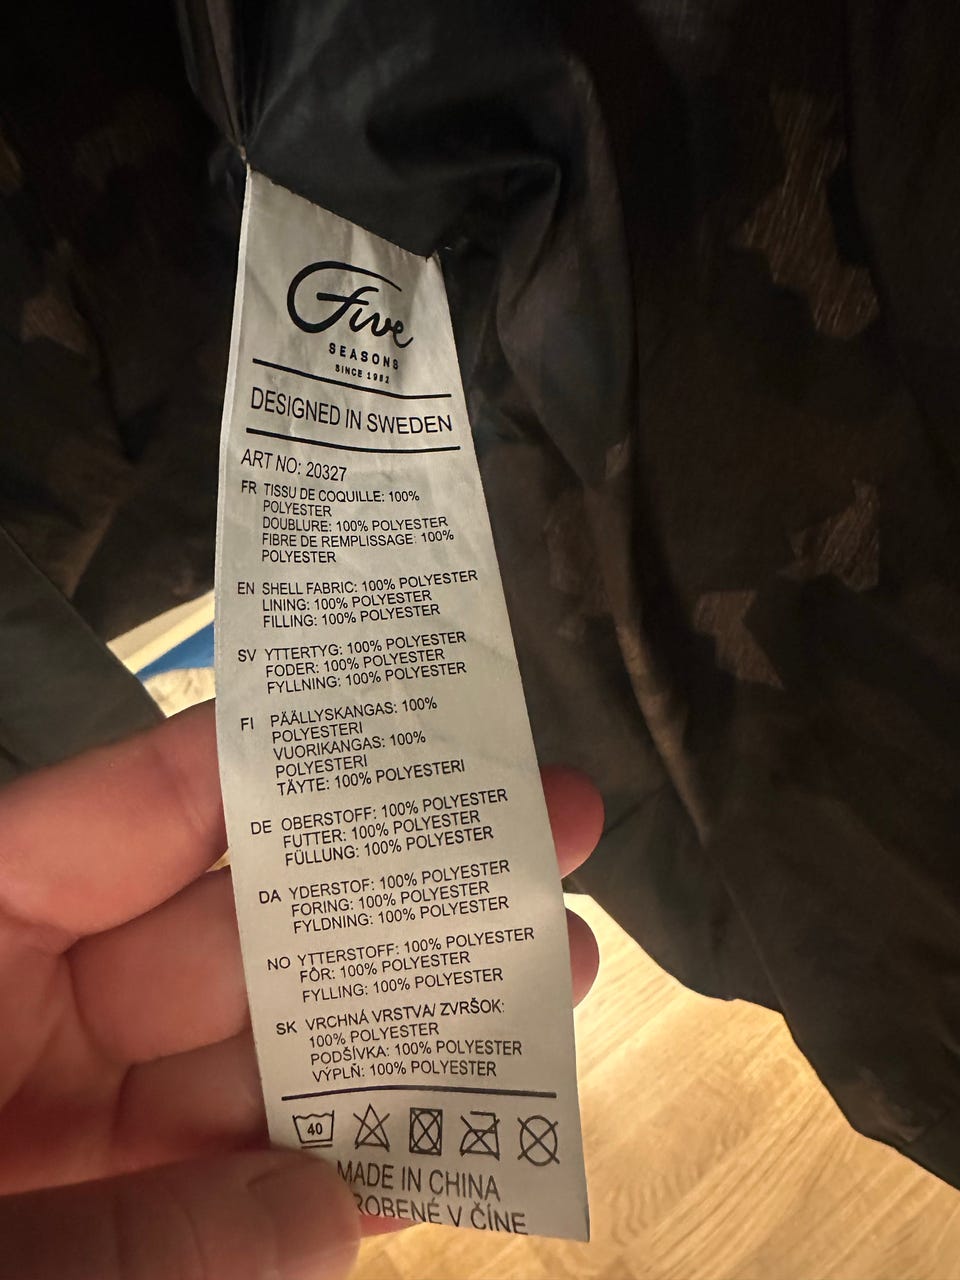 Five
SEASONS
SINCE 1982
DESIGNED IN SWEDEN
ART NO: 20327
FR TISSU DE COQUILLE: 100%
POLYESTER
DOUBLURE: 100% POLYESTER
FIBRE DE REMPLISSAGE: 100%
POLYESTER
EN SHELL FABRIC: 100% POLYESTER
LINING: 100% POLYESTER
FILLING: 100% POLYESTER
SV YTTERTYG: 100% POLYESTER
FODER: 100% POLYESTER
FYLLNING: 100% POLYESTER
FI PÄÄLLYSKANGAS: 100%
POLYESTERI
VUORIKANGAS: 100%
POLYESTERI
TÄYTE: 100% POLYESTERI
DE OBERSTOFF: 100% POLYESTER
FUTTER: 100% POLYESTER
FÜLLUNG: 100% POLYESTER
DA YDERSTOF: 100% POLYESTER
FORING: 100% POLYESTER
FYLDNING: 100% POLYESTER
NO YTTERSTOFF: 100% POLYESTER
FÔR: 100% POLYESTER
FYLLING: 100% POLYESTER
SK VRCHNÁ VRSTVA/ ZVRŠOK:
100% POLYESTER
PODŠÍVKA: 100% POLYESTER
VÝPLŇ: 100% POLYESTER
40
MADE IN CHINA
ROBENÉ V ČÍNE